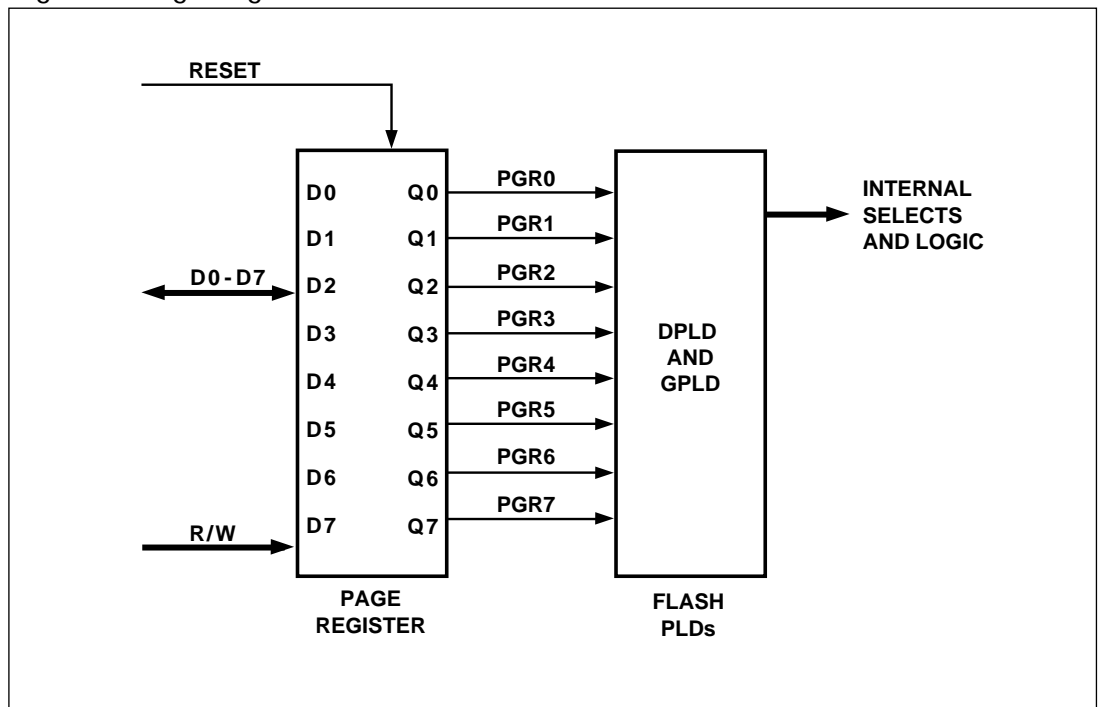 RESET
D0 Q0 PGR0
D1 Q1 PGR1
D0-D7
D2 Q2 PGR2
D3 Q3 PGR3
D4 Q4 PGR4
D5 Q5 PGR5
D6 Q6 PGR6
D7 Q7 PGR7
R/W
PAGE
REGISTER
DPLD
AND
GPLD
FLASH
PLDs
INTERNAL
SELECTS
AND LOGIC